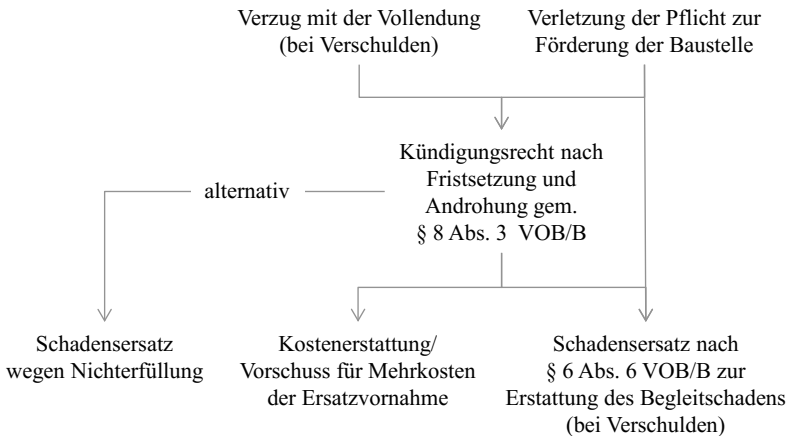 Verzug mit der Vollendung
(bei Verschulden)
Verletzung der Pflicht zur
Förderung der Baustelle
Kündigungsrecht nach
Fristsetzung und
Androhung gem.
§ 8 Abs. 3 VOB/B
alternativ
Schadensersatz
wegen Nichterfüllung
Kostenerstattung/
Vorschuss für Mehrkosten
der Ersatzvornahme
Schadensersatz nach
§ 6 Abs. 6 VOB/B zur
Erstattung des Begleitschadens
(bei Verschulden)